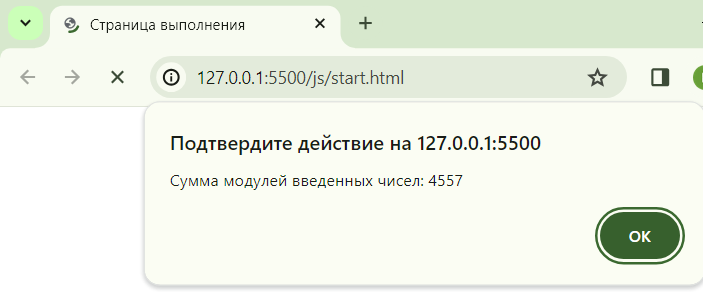 Страница выполнения
127.0.0.1:5500/js/start.html
Подтвердите действие на 127.0.0.1:5500
Сумма модулей введенных чисел: 4557
ОК